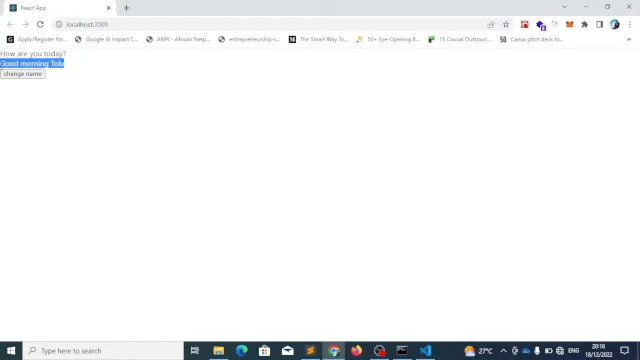 React App
localhost:3000
Apply/Register for...
Google AI Impact C...
ANPI - African Netp...
entrepreneurship-c...
The Smart Way To...
50+ Eye-Opening B...
15 Crucial Outsourc...
Canva pitch deck to...
How are you today?
Good morning Tolu
change name
Type here to search
27°C
ENG
20:16
18/12/2022